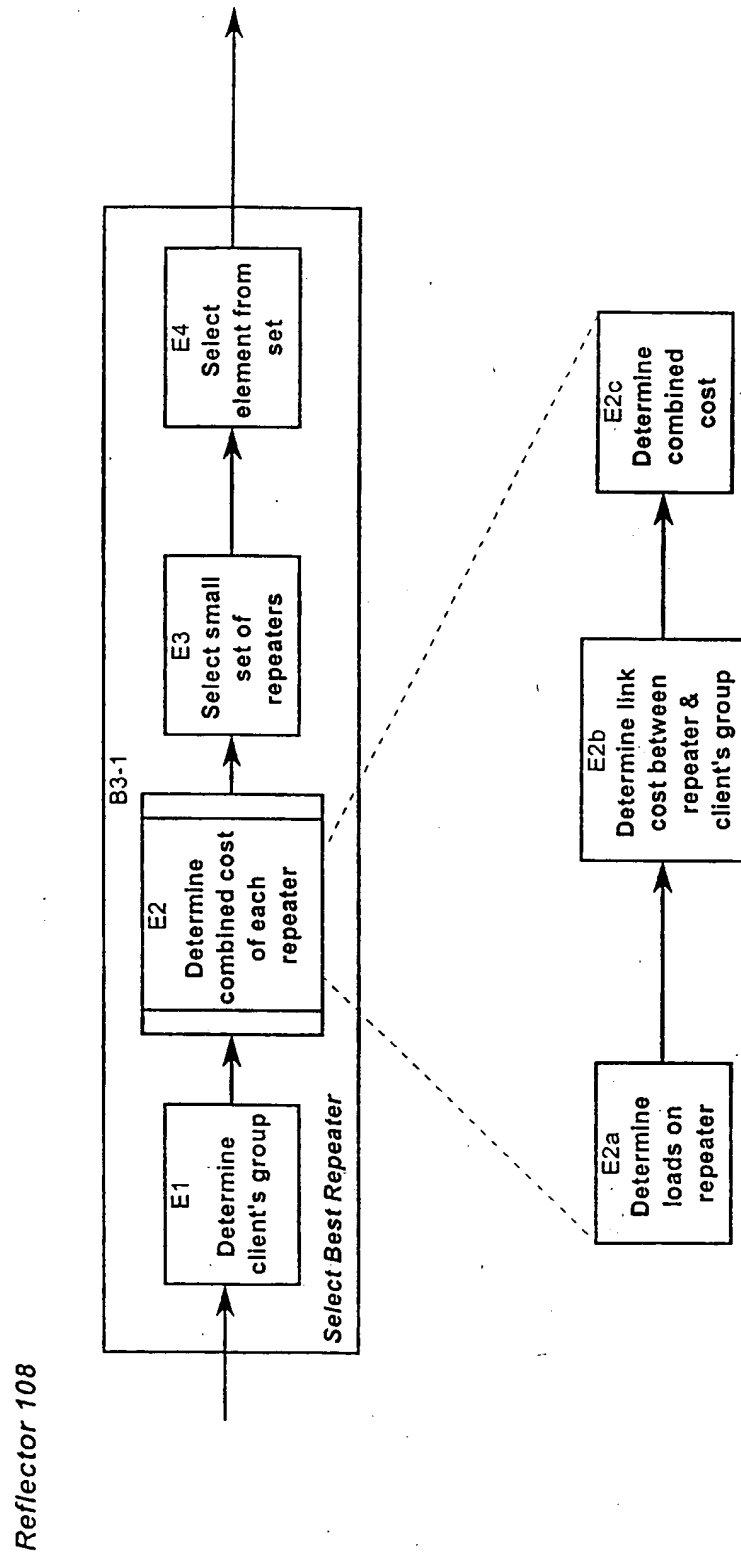 Reflector 108
B3-1
E1
Determine
client's group
E2
Determine
combined cost
of each
repeater
E3
Select small
set of
repeaters
E4
Select
element from
set
Select Best Repeater
E2a
Determine
loads on
repeater
E2b
Determine link
cost between
repeater &
client's group
E2c
Determine
combined
cost